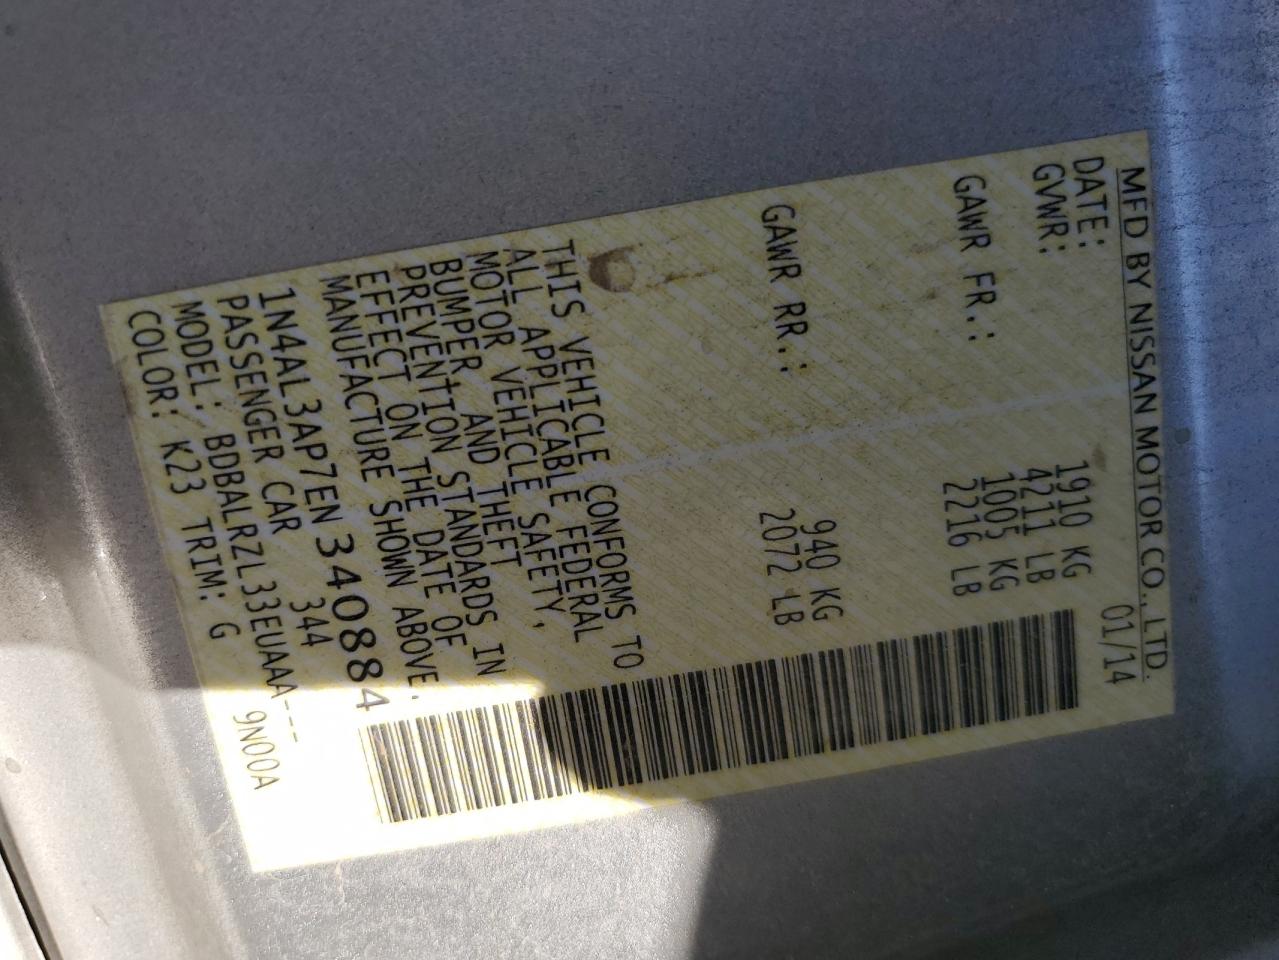 MFD BY NISSAN MOTOR CO., LTD.
DATE: 01/14
GVWR: 1910 KG
4211 LB
GAWR FR.: 1005 KG
2216 LB
GAWR RR.: 940 KG
2072 LB
THIS VEHICLE CONFORMS TO
ALL APPLICABLE FEDERAL
MOTOR VEHICLE SAFETY,
BUMPER, AND THEFT
PREVENTION STANDARDS IN
EFFECT ON THE DATE OF
MANUFACTURE SHOWN ABOVE.
1N4AL3AP7EN 340884
PASSENGER CAR 344
MODEL: BDBALRZL33EUAA---
COLOR: K23 TRIM: G 9N00A